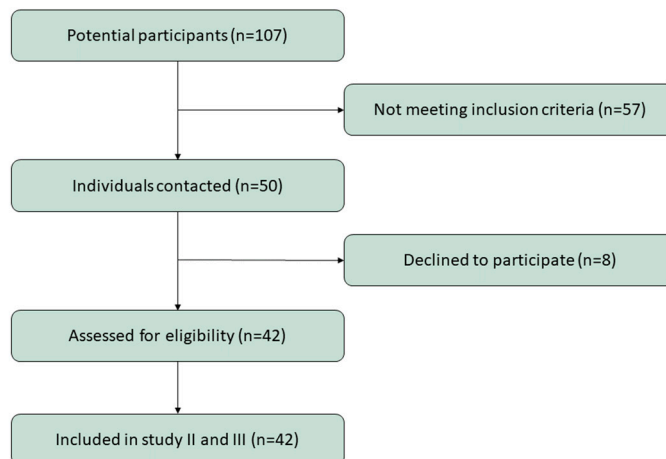 Potential participants (n=107)
Not meeting inclusion criteria (n=57)
Individuals contacted (n=50)
Declined to participate (n=8)
Assessed for eligibility (n=42)
Included in study II and III (n=42)